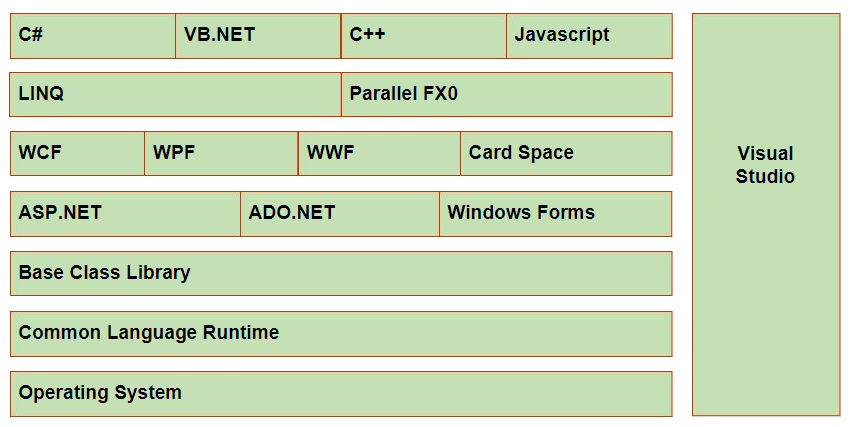 C# VB.NET C++ Javascript
LINQ Parallel FX0
WCF WPF WWF Card Space
ASP.NET ADO.NET Windows Forms
Base Class Library
Common Language Runtime
Operating System
Visual
Studio